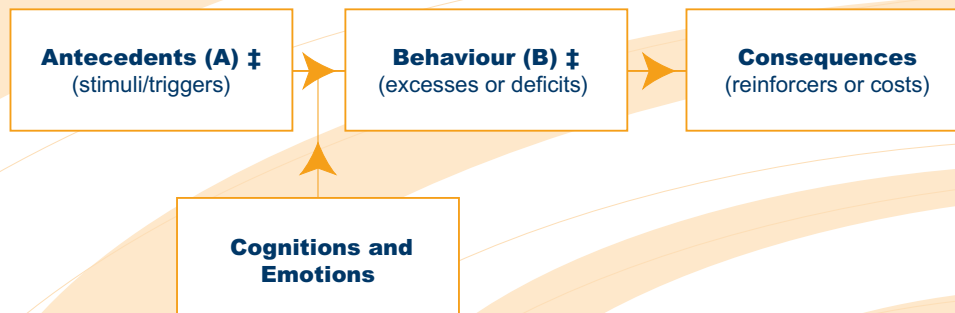 Antecedents (A) ‡
(stimuli/triggers)
Behaviour (B) ‡
(excesses or deficits)
Consequences
(reinforcers or costs)
Cognitions and
Emotions